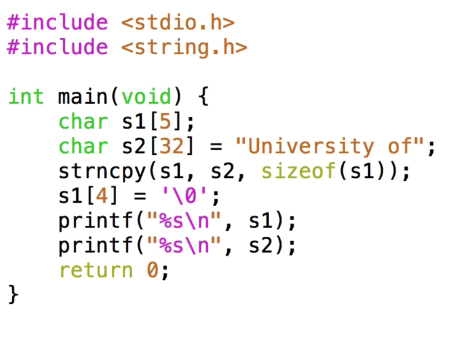 #include <stdio.h>
#include <string.h>

int main(void) {
    char s1[5];
    char s2[32] = "University of";
    strncpy(s1, s2, sizeof(s1));
    s1[4] = '\0';
    printf("%s\n", s1);
    printf("%s\n", s2);
    return 0;
}